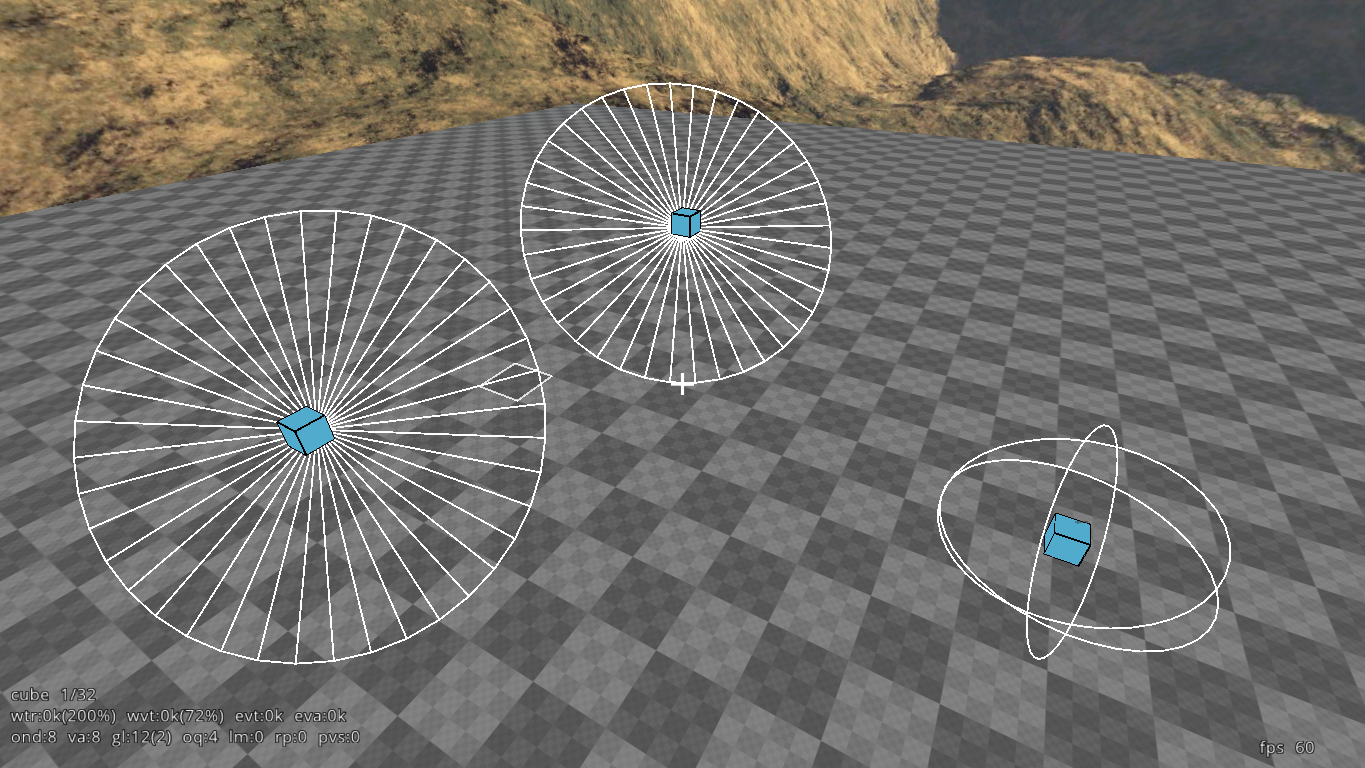 cube 1/32
wtr:0k(200%) wvt:0k(72%) evt:0k eva:0k
ond:8 va:8 gl:12(2) oq:4 lm:0 rp:0 pvs:0
fps 60